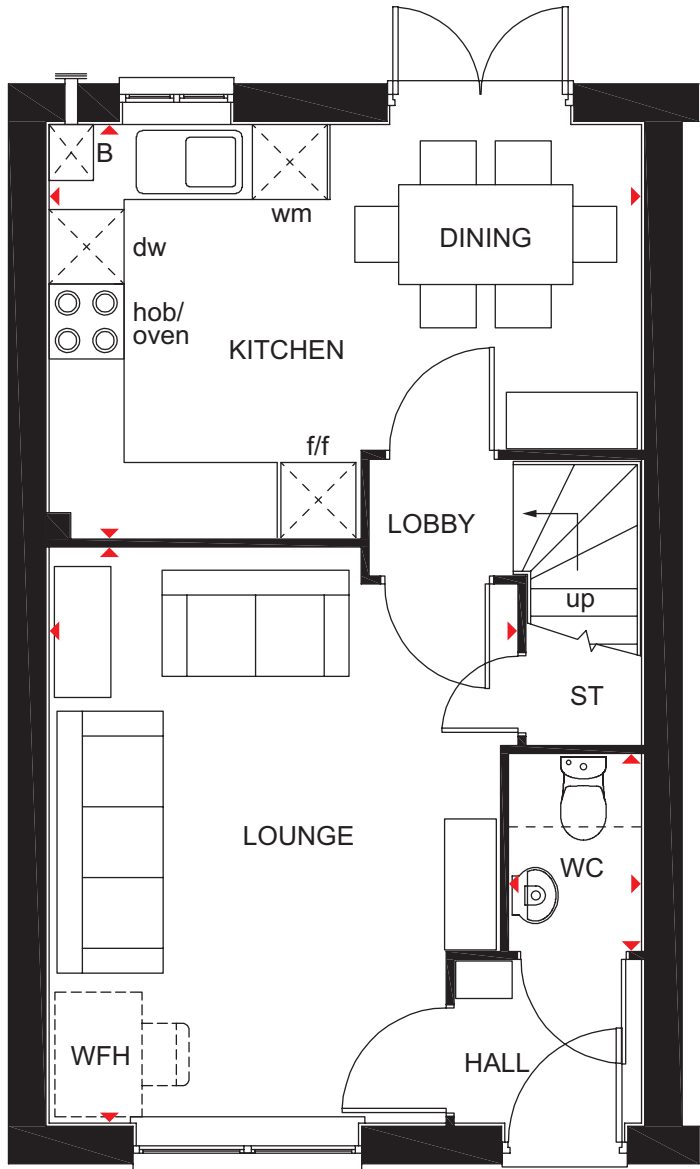 B
wm
DINING
dw
hob/
oven
KITCHEN
f/f
LOBBY
up
ST
LOUNGE
WC
WFH
HALL